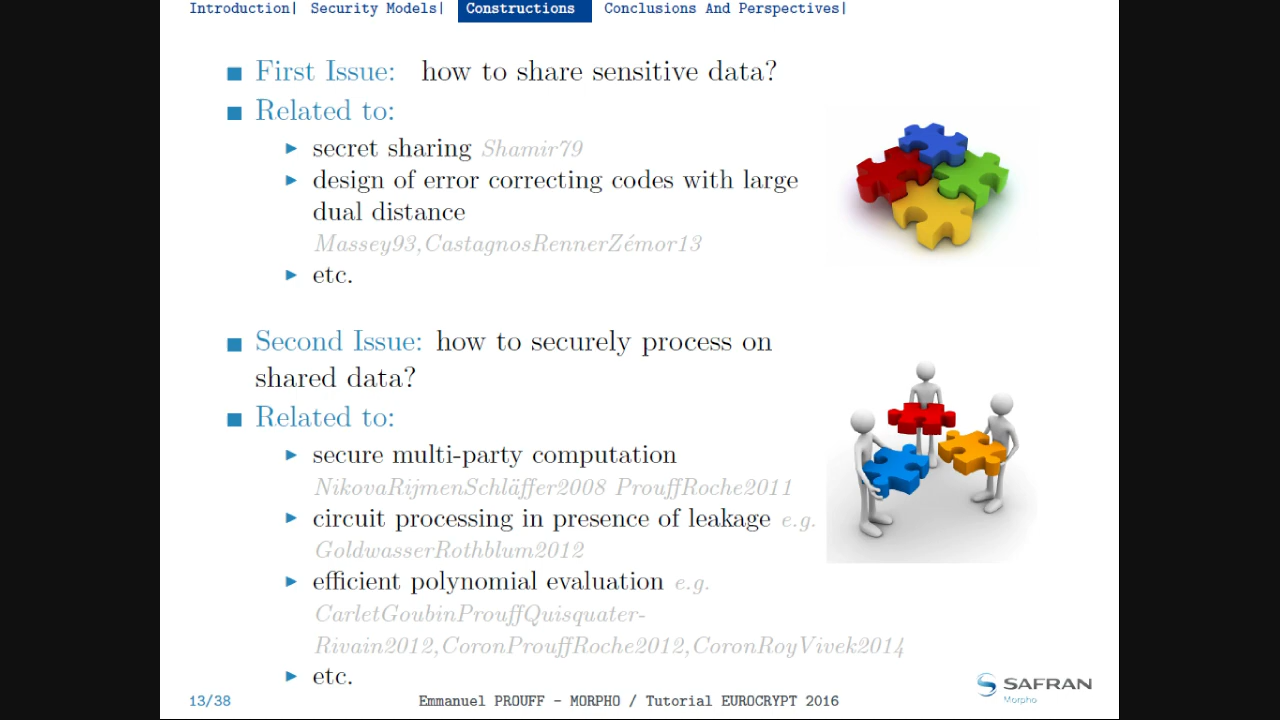 Introduction| Security Models| Constructions Conclusions And Perspectives|
First Issue: how to share sensitive data?
Related to:
secret sharing Shamir79
design of error correcting codes with large
dual distance
Massey93,CastagnosRennerZémor13
etc.
Second Issue: how to securely process on
shared data?
Related to:
secure multi-party computation
NikovaRijmenSchläffer2008 ProuffRoche2011
circuit processing in presence of leakage e.g.
GoldwasserRothblum2012
efficient polynomial evaluation e.g.
CarletGoubinProuffQuisquater-
Rivain2012,CoronProuffRoche2012,CoronRoyVivek2014
etc.
SAFRAN
Morpho
13/38 Emmanuel PROUFF - MORPHO / Tutorial EUROCRYPT 2016